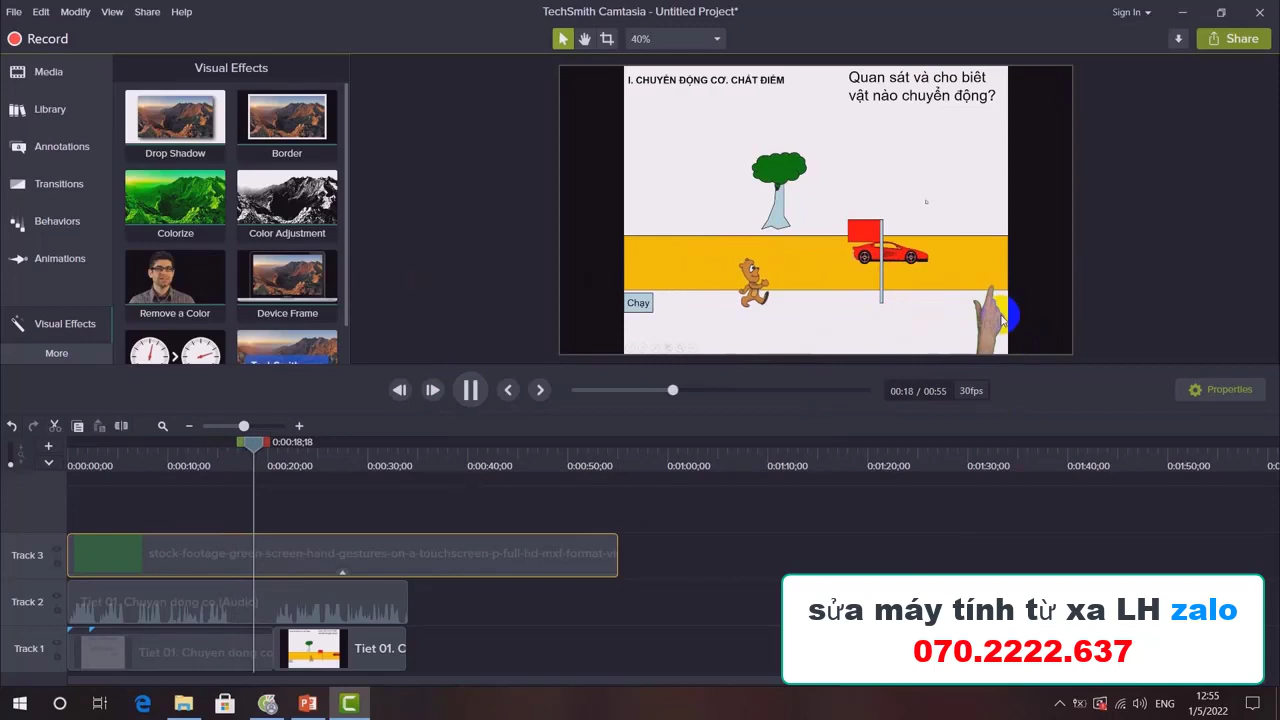 File Edit Modify View Share Help
TechSmith Camtasia - Untitled Project*
Sign In
Record
40%
Share
Media
Library
Annotations
Transitions
Behaviors
Animations
Visual Effects
More
Visual Effects
Drop Shadow
Border
Colorize
Color Adjustment
Remove a Color
Device Frame
I. CHUYỂN ĐỘNG CƠ. CHẤT ĐIỂM
Quan sát và cho biêt
vật nào chuyển động?
Chạy
00:18 / 00:55
30fps
Properties
0:00:18;18
0:00:00;00 0:00:10;00 0:00:20;00 0:00:30;00 0:00:40;00 0:00:50;00 0:01:00;00 0:01:10;00 0:01:20;00 0:01:30;00 0:01:40;00 0:01:50;00
Track 3
stock-footage-green-screen-hand-gestures-on-a-touchscreen-p-full-hd-mxf-format-vi
Track 2
Tiet 01. Chuyen dong co (Audio)
Track 1
Tiet 01. Chuyen dong co
Tiet 01. C
sửa máy tính từ xa LH zalo
070.2222.637
ENG
12:55
1/5/2022